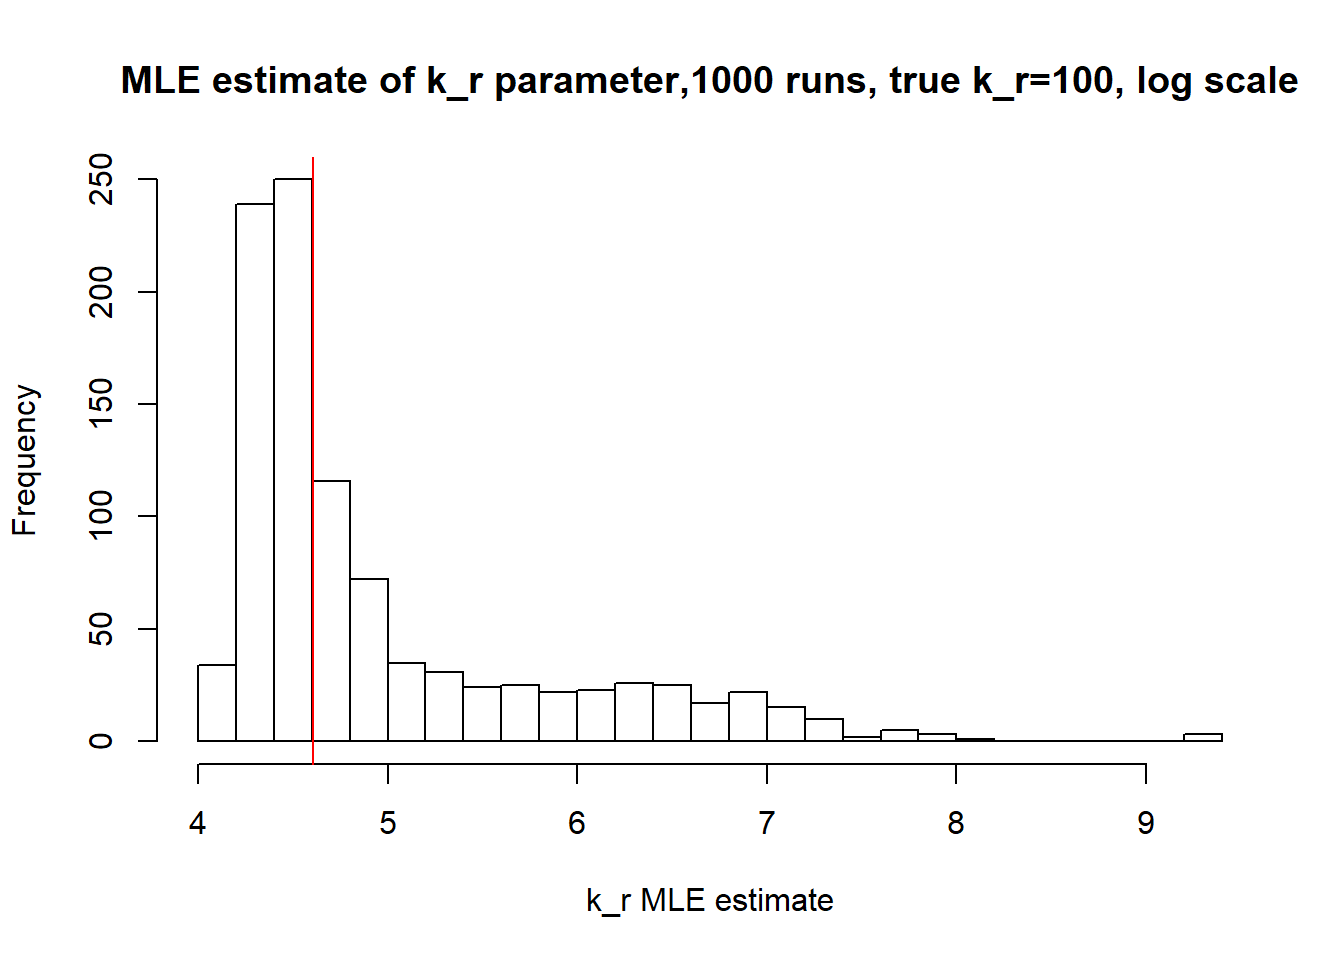 MLE estimate of k_r parameter,1000 runs, true k_r=100, log scale
250
200
150
100
50
0
Frequency
4 5 6 7 8 9
k_r MLE estimate